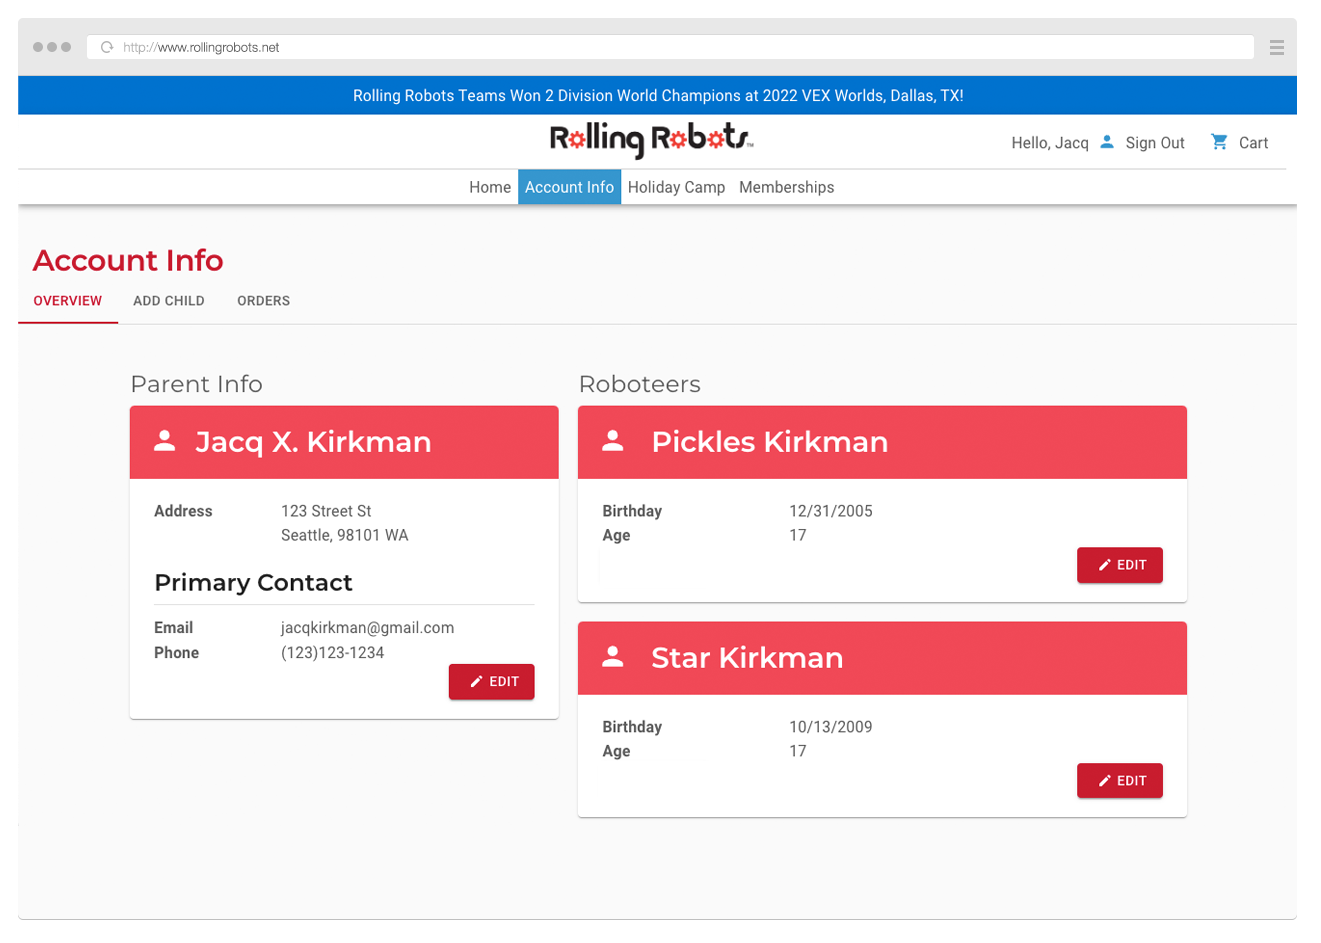 http://www.rollingrobots.net
Rolling Robots Teams Won 2 Division World Champions at 2022 VEX Worlds, Dallas, TX!
Rolling Robots™
Hello, Jacq Sign Out Cart
Home Account Info Holiday Camp Memberships
Account Info
OVERVIEW ADD CHILD ORDERS
Parent Info
Jacq X. Kirkman
Address 123 Street St
Seattle, 98101 WA
Primary Contact
Email jacqkirkman@gmail.com
Phone (123)123-1234
EDIT
Roboteers
Pickles Kirkman
Birthday 12/31/2005
Age 17
EDIT
Star Kirkman
Birthday 10/13/2009
Age 17
EDIT